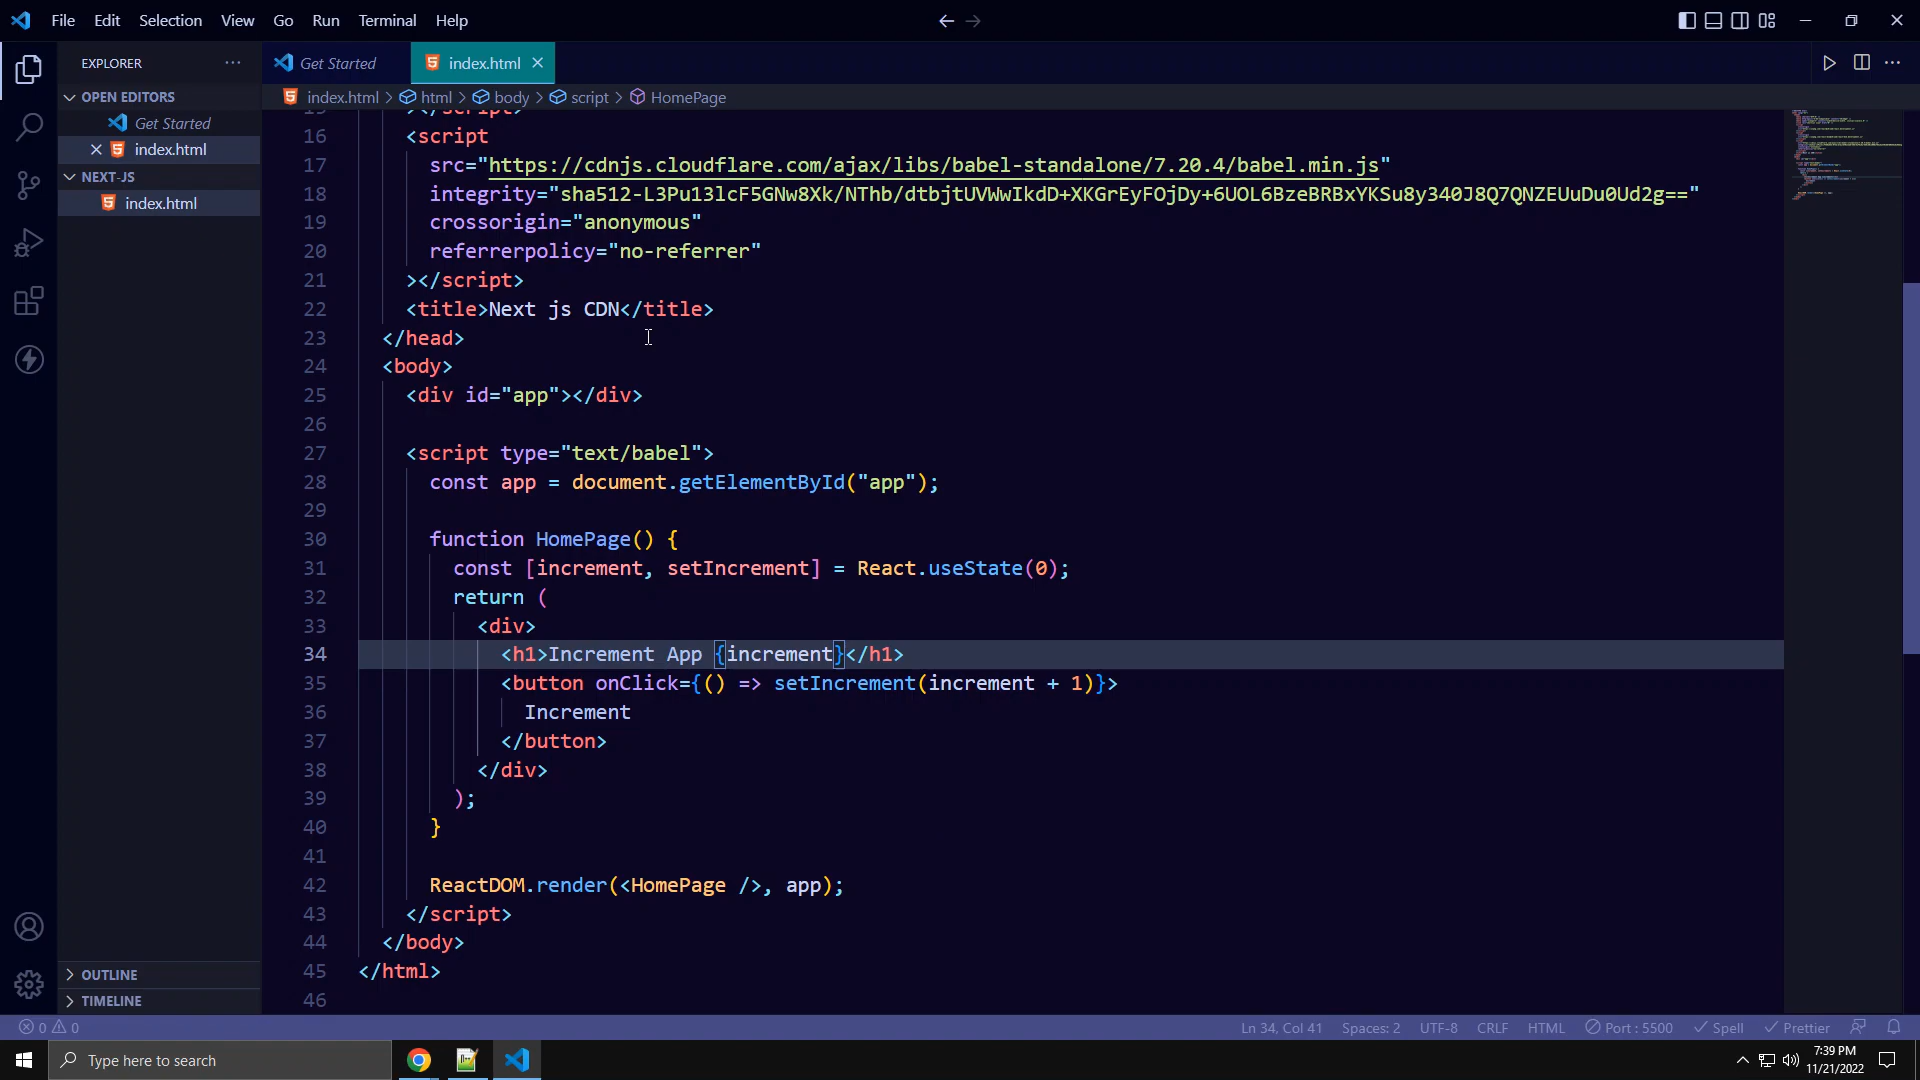 File Edit Selection View Go Run Terminal Help
EXPLORER
Get Started
index.html
OPEN EDITORS
Get Started
index.html
NEXT-JS
index.html
OUTLINE
TIMELINE
index.html > html > body > script > HomePage
15 ></script>
16 <script
17 src="https://cdnjs.cloudflare.com/ajax/libs/babel-standalone/7.20.4/babel.min.js"
18 integrity="sha512-L3Pu13lcF5GNw8Xk/NThb/dtbjtUVWwIkdD+XKGrEyFOjDy+6UOL6BzeBRBxYKSu8y340J8Q7QNZEUuDu0Ud2g=="
19 crossorigin="anonymous"
20 referrerpolicy="no-referrer"
21 ></script>
22 <title>Next js CDN</title>
23 </head>
24 <body>
25 <div id="app"></div>
26
27 <script type="text/babel">
28 const app = document.getElementById("app");
29
30 function HomePage() {
31 const [increment, setIncrement] = React.useState(0);
32 return (
33 <div>
34 <h1>Increment App {increment}</h1>
35 <button onClick={() => setIncrement(increment + 1)}>
36 Increment
37 </button>
38 </div>
39 );
40 }
41
42 ReactDOM.render(<HomePage />, app);
43 </script>
44 </body>
45 </html>
46
0 0
Ln 34, Col 41 Spaces: 2 UTF-8 CRLF HTML Port : 5500 Spell Prettier
Type here to search
7:39 PM
11/21/2022